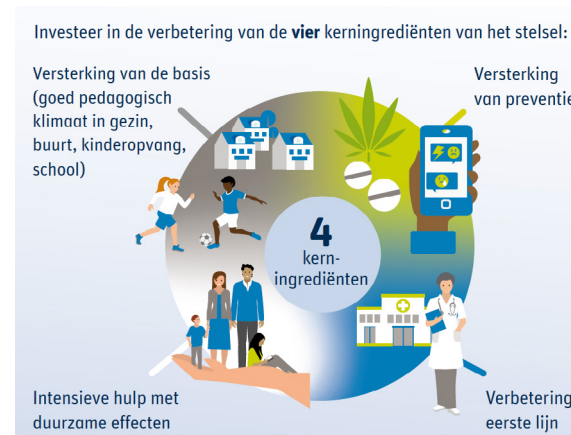 Investeer in de verbetering van de vier kerningrediënten van het stelsel:
Versterking van de basis
(goed pedagogisch
klimaat in gezin,
buurt, kinderopvang,
school)
Versterking
van preventie
4
kern-
ingrediënten
Intensieve hulp met
duurzame effecten
Verbetering
eerste lijn